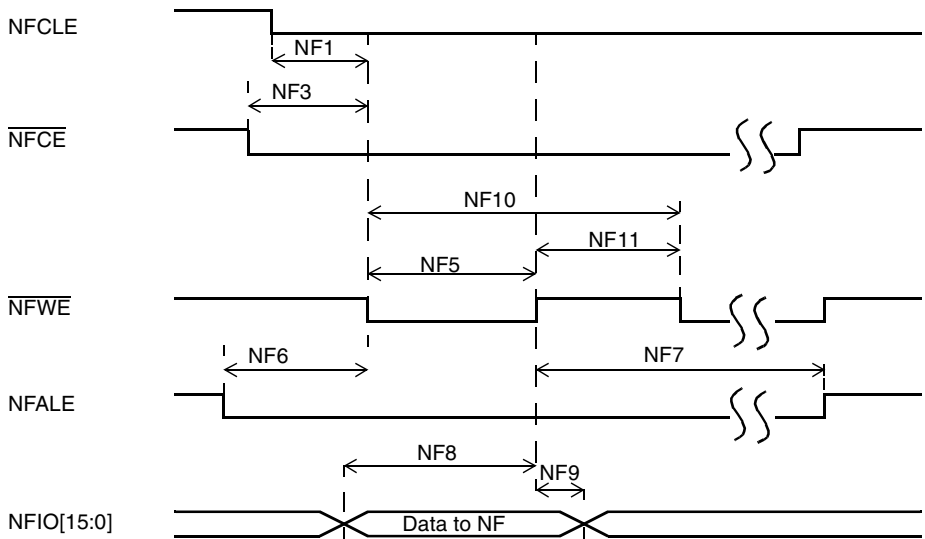 NFCLE
NF1
NF3
NFCE
NF10
NF11
NF5
NFWE
NF6
NF7
NFALE
NF8
NF9
NFIO[15:0]
Data to NF